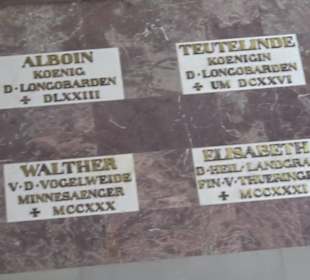 ALBOIN
KOENIG
D · LONGOBARDEN
+ DLXXIII
TEUTELINDE
KOENIGIN
D · LONGOBARDEN
+ UM DCXXVI
WALTHER
V · D · VOGELWEIDE
MINNESAENGER
+ MCCXXX
ELISABETH
D · HEIL · LANDGRA
FIN · V · THUERINGE
+ MCCXXXI